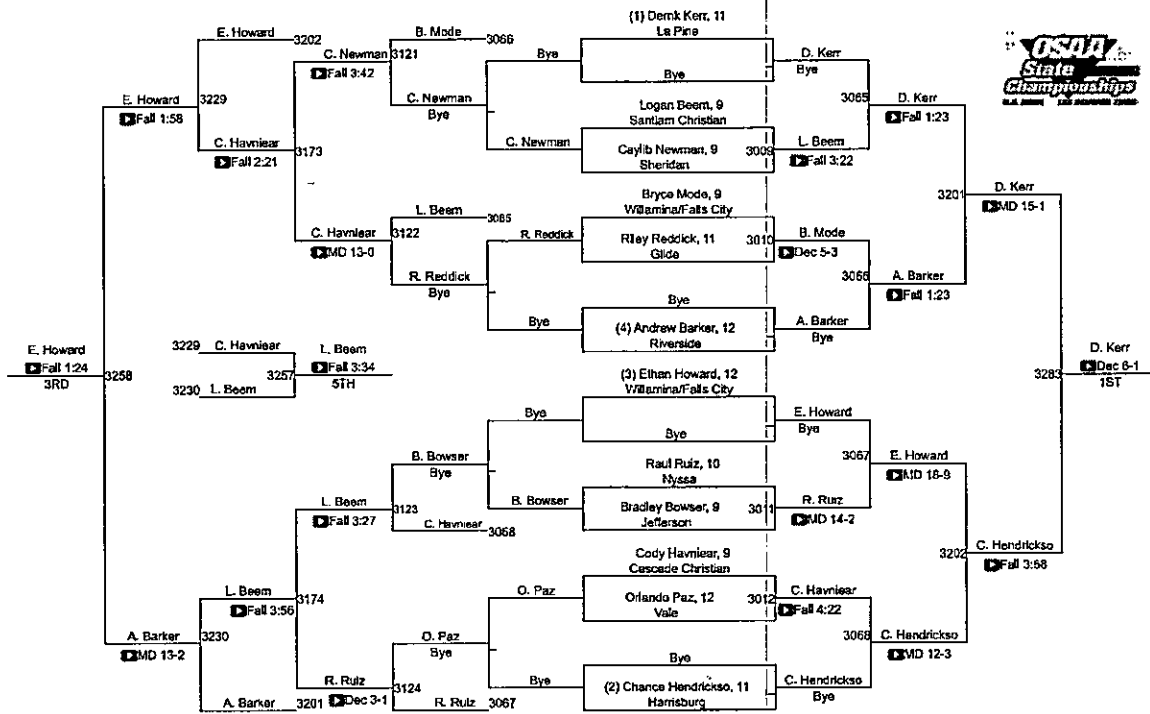 OSAA
State
Championships
(1) Derrik Kerr, 11
La Pine
Bye
Logan Beem, 9
Santiam Christian
Caylib Newman, 9
Sheridan
3009
Bryce Mode, 9
Willamina/Falls City
Riley Reddick, 11
Glide
3010
Bye
(4) Andrew Barker, 12
Riverside
(3) Ethan Howard, 12
Willamina/Falls City
Bye
Raul Ruiz, 10
Nyssa
Bradley Bowser, 9
Jefferson
3011
Cody Havniear, 9
Cascade Christian
Orlando Paz, 12
Vale
3012
Bye
(2) Chance Hendrickso, 11
Harrisburg
D. Kerr
Bye
3065
L. Beem
Fall 3:22
B. Mode
Dec 5-3
3066
A. Barker
Bye
E. Howard
Bye
3067
R. Ruiz
MD 14-2
C. Havniear
Fall 4:22
3068
C. Hendrickso
Bye
D. Kerr
Fall 1:23
3201
A. Barker
Fall 1:23
E. Howard
MD 18-9
3202
C. Hendrickso
MD 12-3
D. Kerr
MD 15-1
3283
C. Hendrickso
Fall 3:58
D. Kerr
Dec 6-1
1ST
Bye
C. Newman
R. Reddick
Bye
Bye
B. Bowser
O. Paz
Bye
B. Mode
3066
3121
C. Newman
Bye
L. Beem
3065
3122
R. Reddick
Bye
B. Bowser
Bye
3123
C. Havniear
3068
O. Paz
Bye
3124
R. Ruiz
3067
C. Newman
Fall 3:42
3173
C. Havniear
MD 13-0
L. Beem
Fall 3:27
3174
R. Ruiz
Dec 3-1
E. Howard
3202
3229
C. Havniear
Fall 2:21
L. Beem
Fall 3:56
3230
A. Barker
3201
E. Howard
Fall 1:58
3258
A. Barker
MD 13-2
E. Howard
Fall 1:24
3RD
3229
C. Havniear
3257
3230
L. Beem
L. Beem
Fall 3:34
5TH